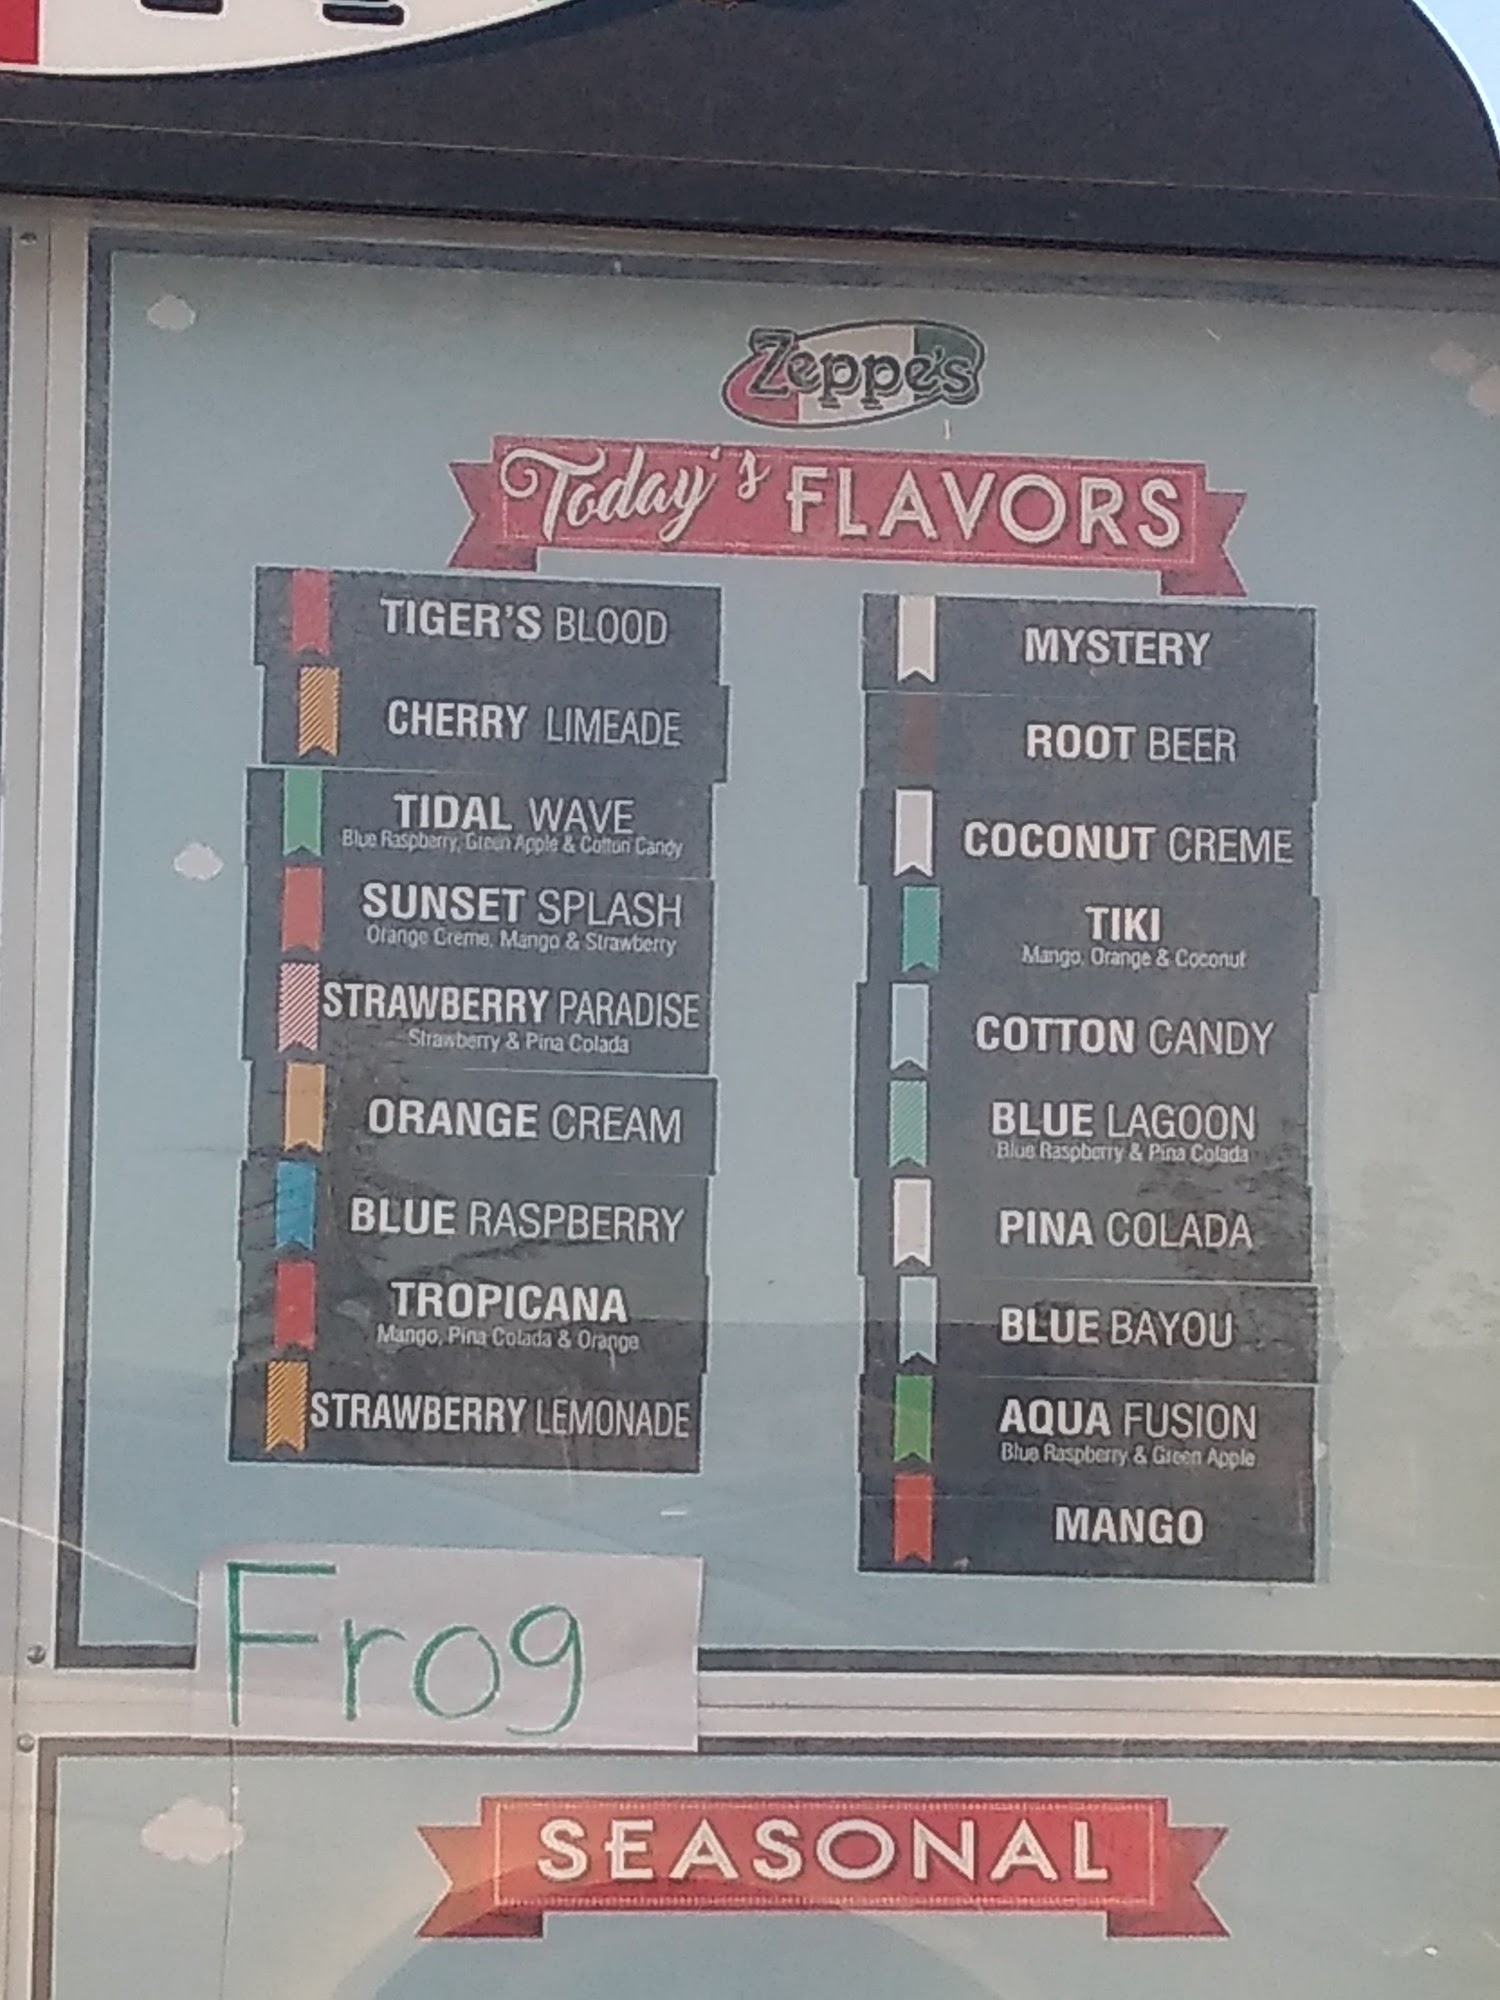 Zeppe's
Today's FLAVORS
TIGER'S BLOOD
CHERRY LIMEADE
TIDAL WAVE
Blue Raspberry, Green Apple & Cotton Candy
SUNSET SPLASH
Orange Creme, Mango & Strawberry
STRAWBERRY PARADISE
Strawberry & Pina Colada
ORANGE CREAM
BLUE RASPBERRY
TROPICANA
Mango, Pina Colada & Orange
STRAWBERRY LEMONADE
MYSTERY
ROOT BEER
COCONUT CREME
TIKI
Mango, Orange & Coconut
COTTON CANDY
BLUE LAGOON
Blue Raspberry & Pina Colada
PINA COLADA
BLUE BAYOU
AQUA FUSION
Blue Raspberry & Green Apple
MANGO
Frog
SEASONAL